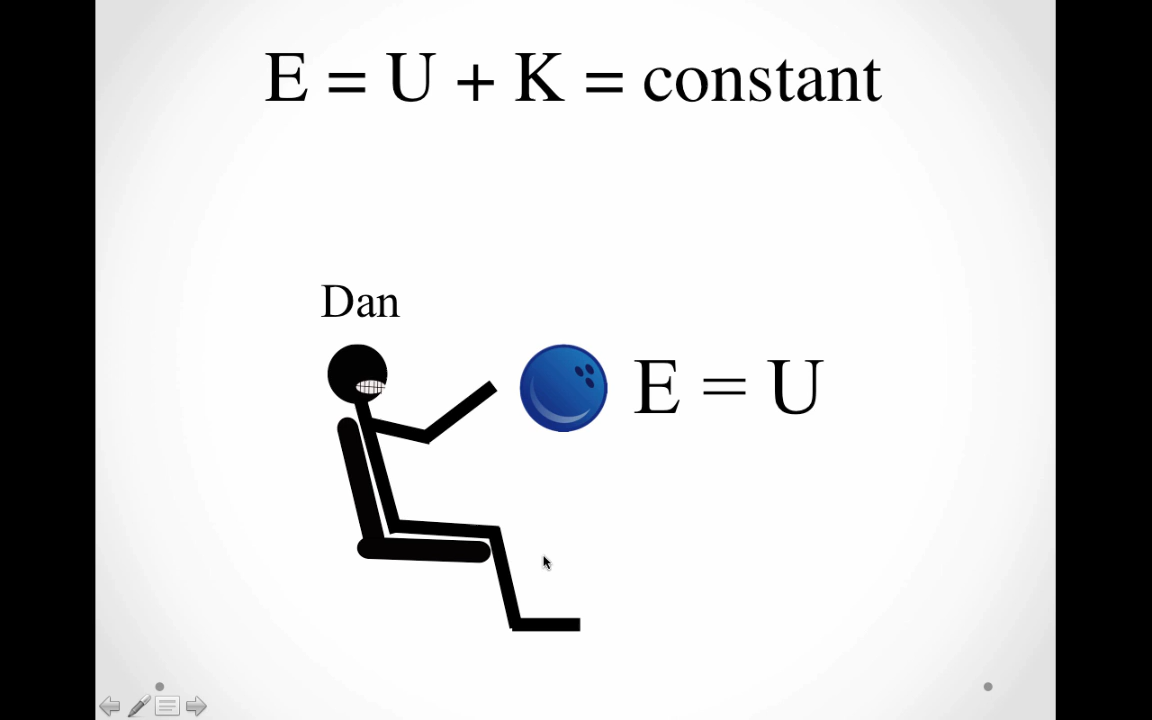 E = U + K = constant
Dan
E = U